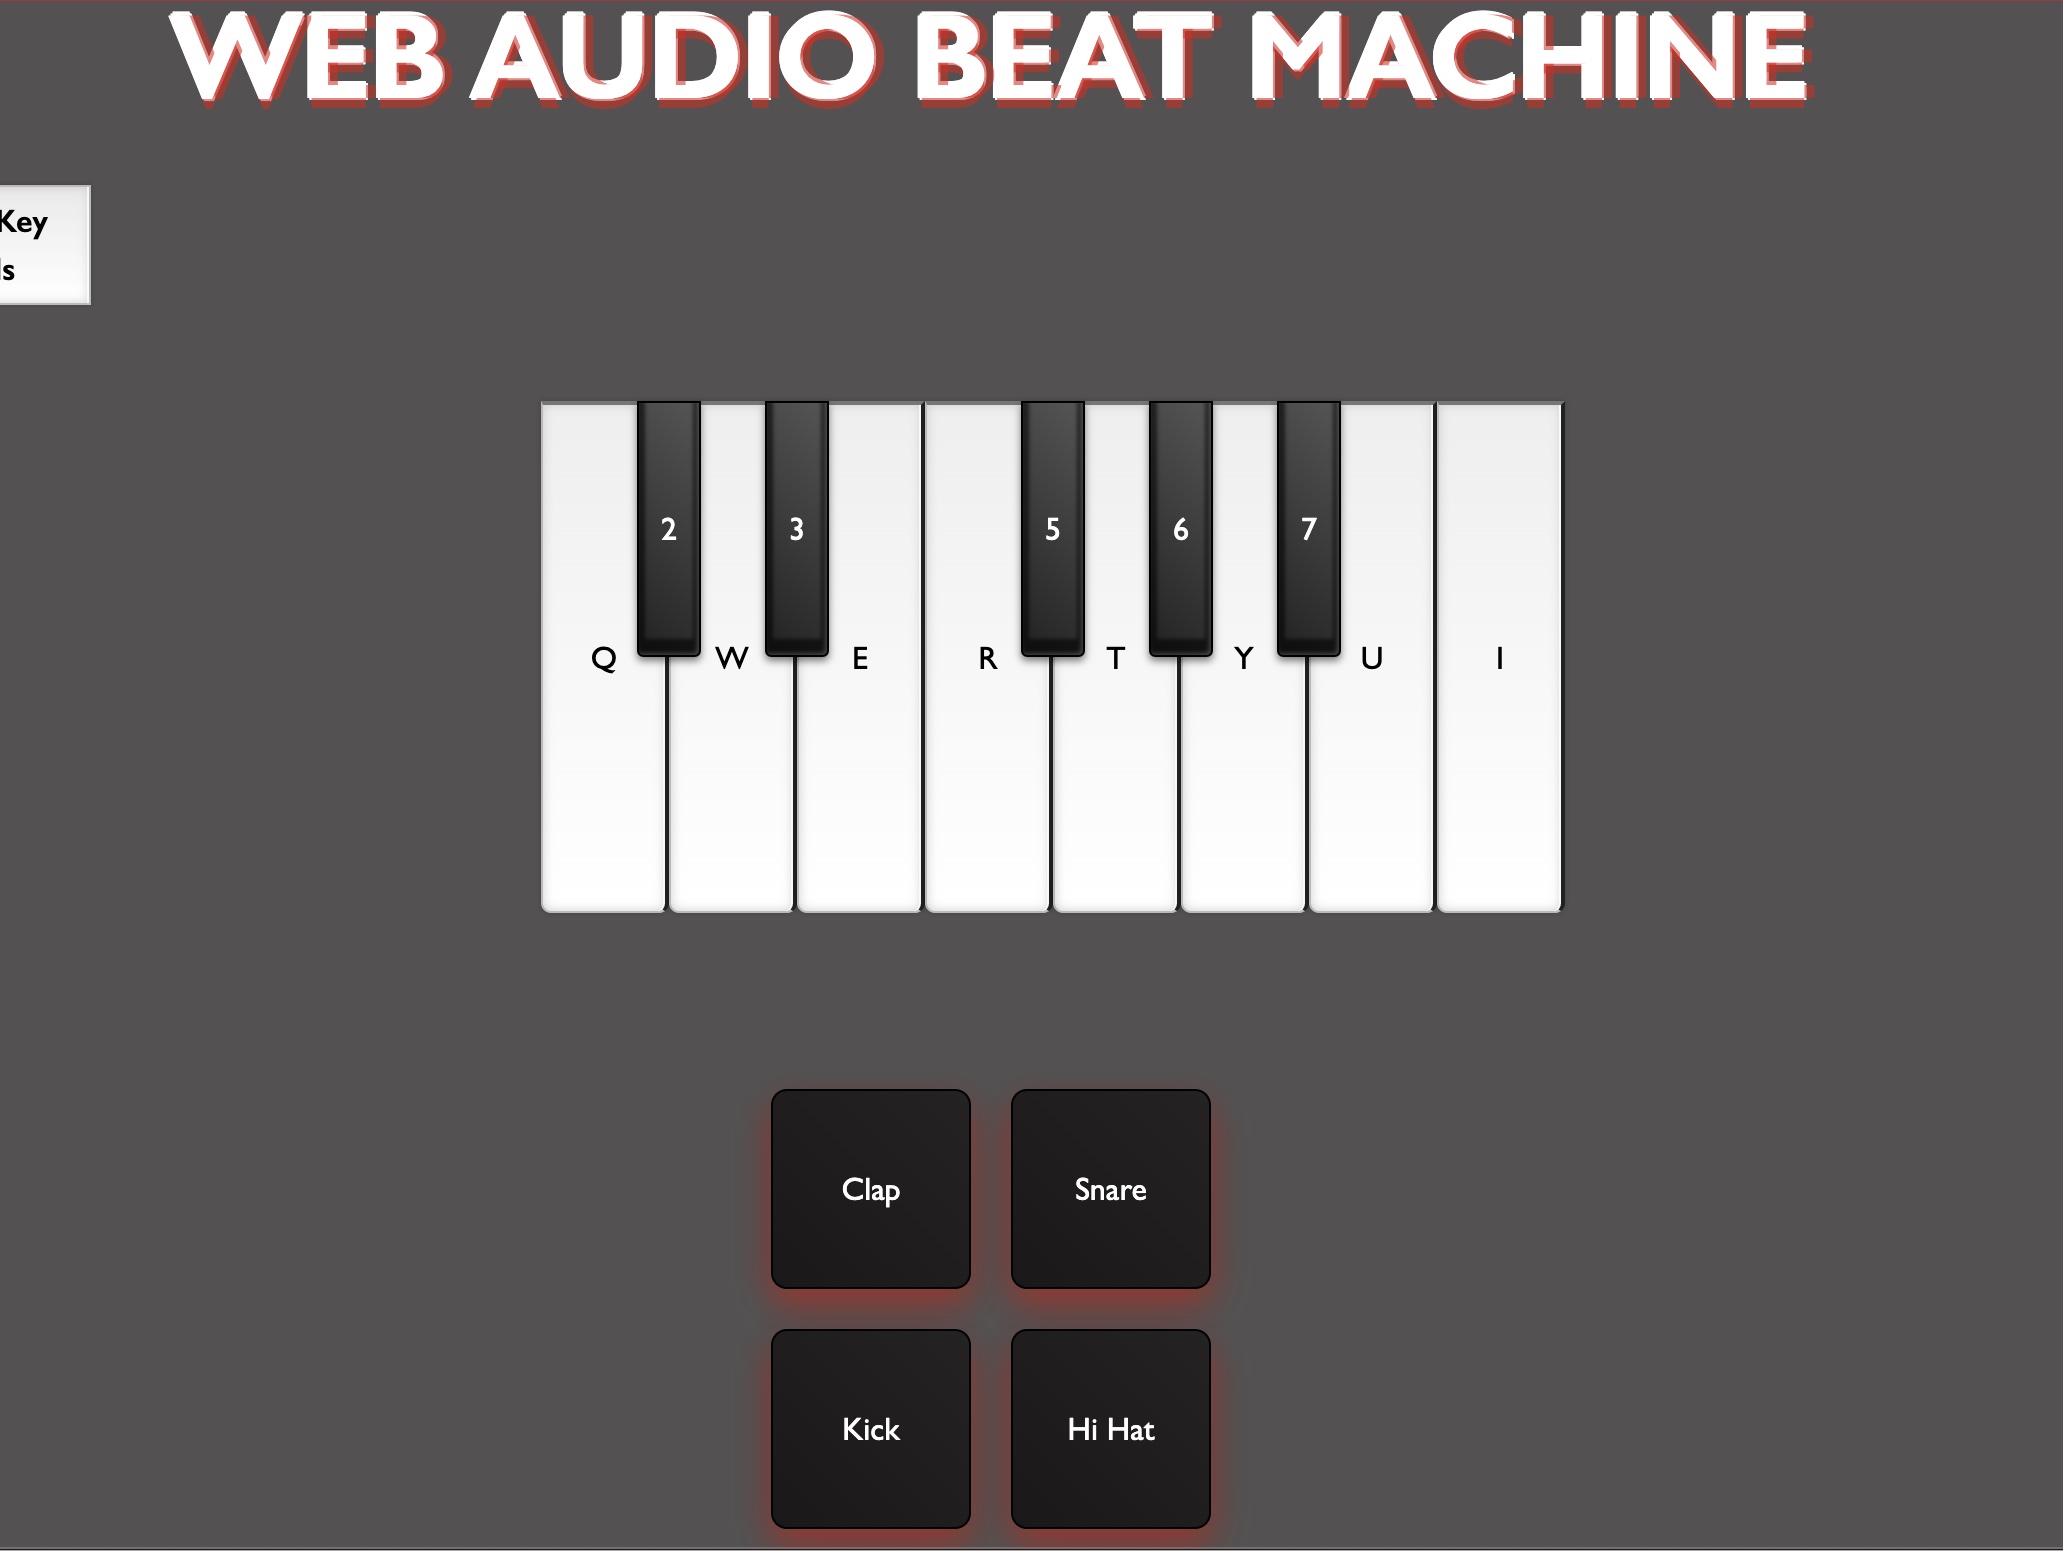 WEB AUDIO BEAT MACHINE
Key
ls
2 3 5 6 7
Q W E R T Y U I
Clap Snare
Kick Hi Hat